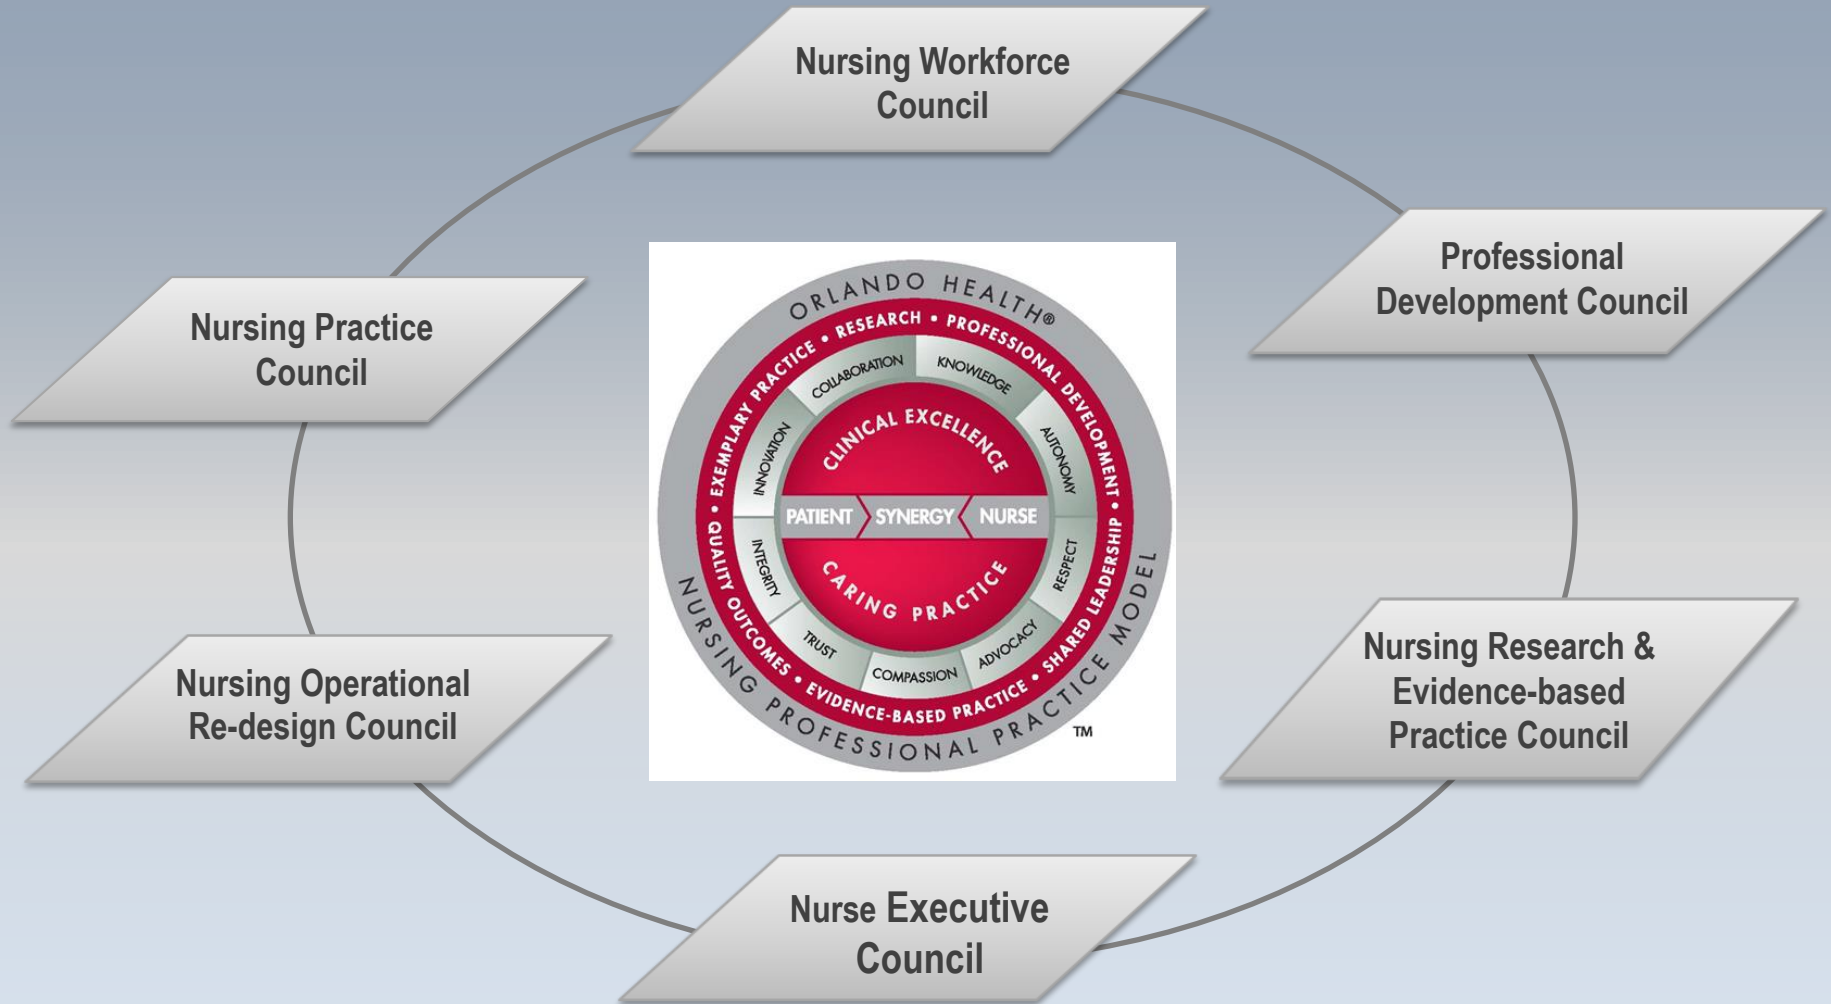 Nursing Workforce
Council
Professional
Development Council
Nursing Practice
Council
ORLANDO HEALTH®
NURSING PROFESSIONAL PRACTICE MODEL
TM
• EXEMPLARY PRACTICE • RESEARCH • PROFESSIONAL DEVELOPMENT •
QUALITY OUTCOMES • EVIDENCE-BASED PRACTICE • SHARED LEADERSHIP
COLLABORATION
KNOWLEDGE
AUTONOMY
RESPECT
ADVOCACY
COMPASSION
TRUST
INTEGRITY
INNOVATION
CLINICAL EXCELLENCE
PATIENT SYNERGY NURSE
CARING PRACTICE
Nursing Operational
Re-design Council
Nursing Research &
Evidence-based
Practice Council
Nurse Executive
Council